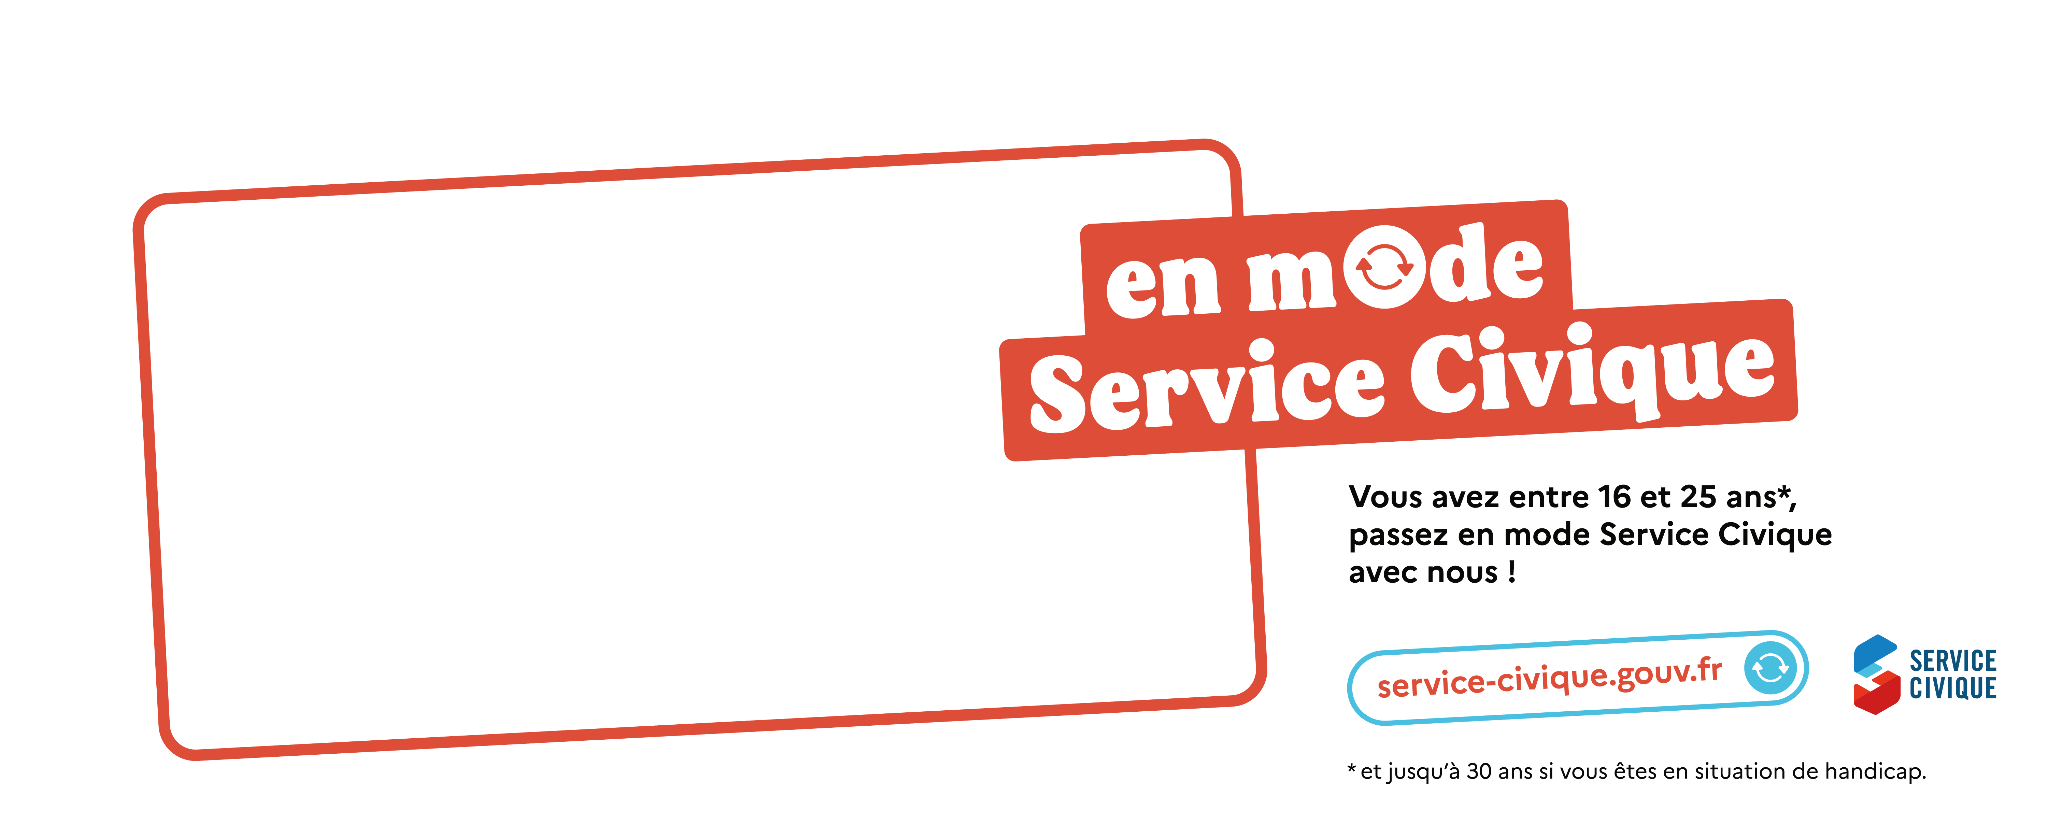 en mode
Service Civique
Vous avez entre 16 et 25 ans*,
passez en mode Service Civique
avec nous !
service-civique.gouv.fr
SERVICE
CIVIQUE
* et jusqu’à 30 ans si vous êtes en situation de handicap.